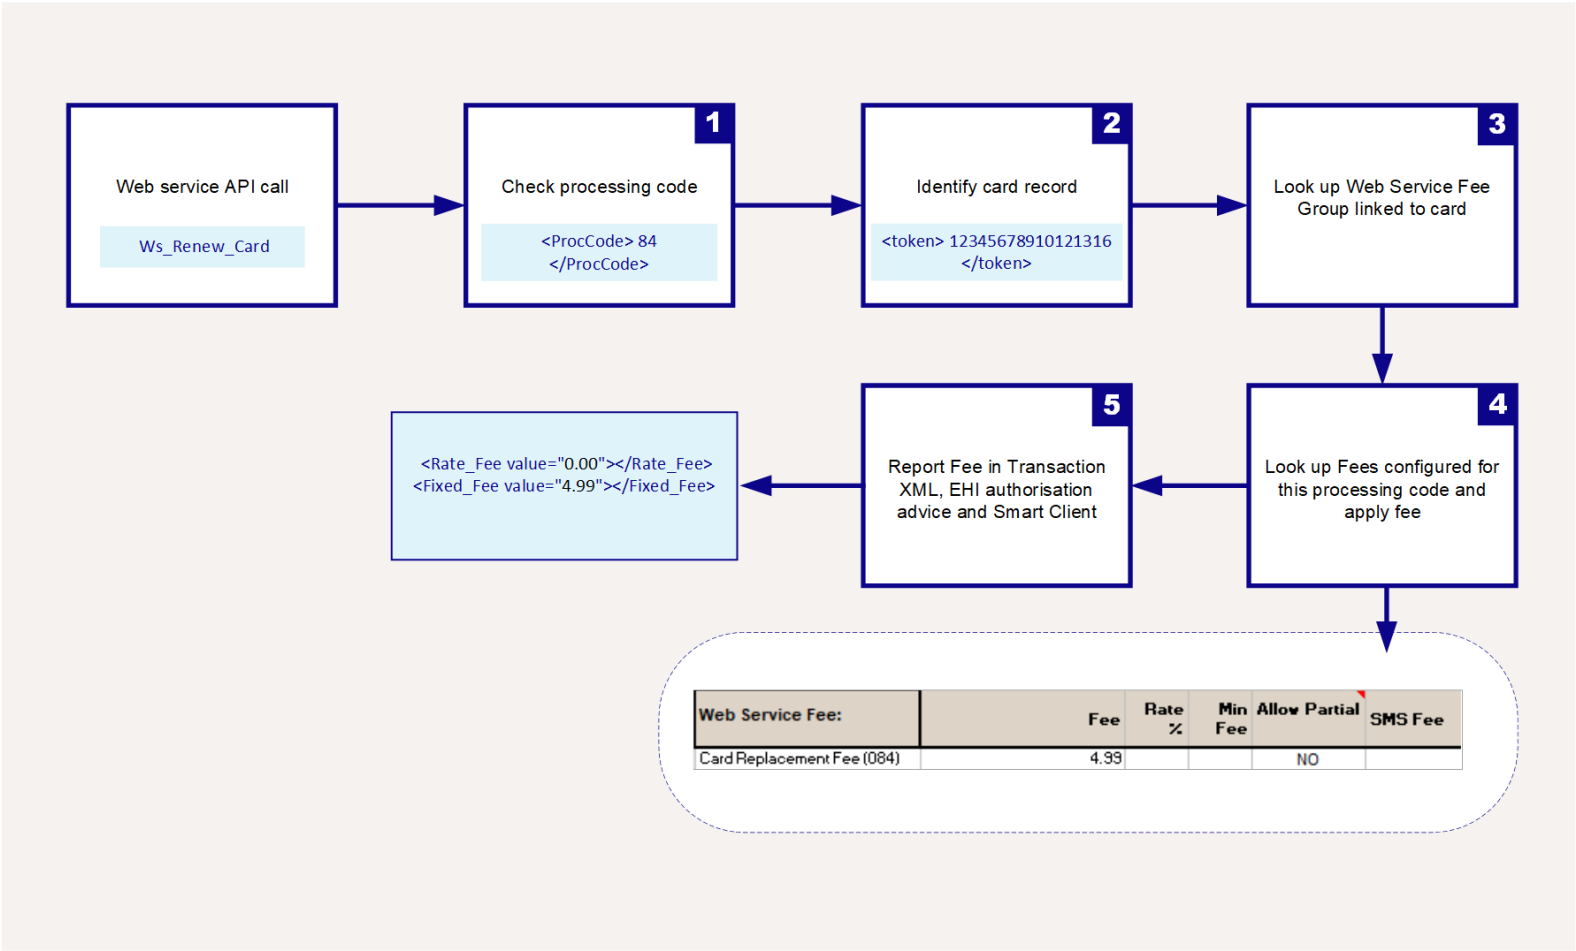 Web service API call
Ws_Renew_Card
1
Check processing code
<ProcCode> 84
</ProcCode>
2
Identify card record
<token> 12345678910121316
</token>
3
Look up Web Service Fee
Group linked to card
4
Look up Fees configured for
this processing code and
apply fee
5
Report Fee in Transaction
XML, EHI authorisation
advice and Smart Client
<Rate_Fee value="0.00"></Rate_Fee>
<Fixed_Fee value="4.99"></Fixed_Fee>
Web Service Fee:
Fee
Rate
%
Min
Fee
Allow Partial
SMS Fee
Card Replacement Fee (084)
4.99
NO